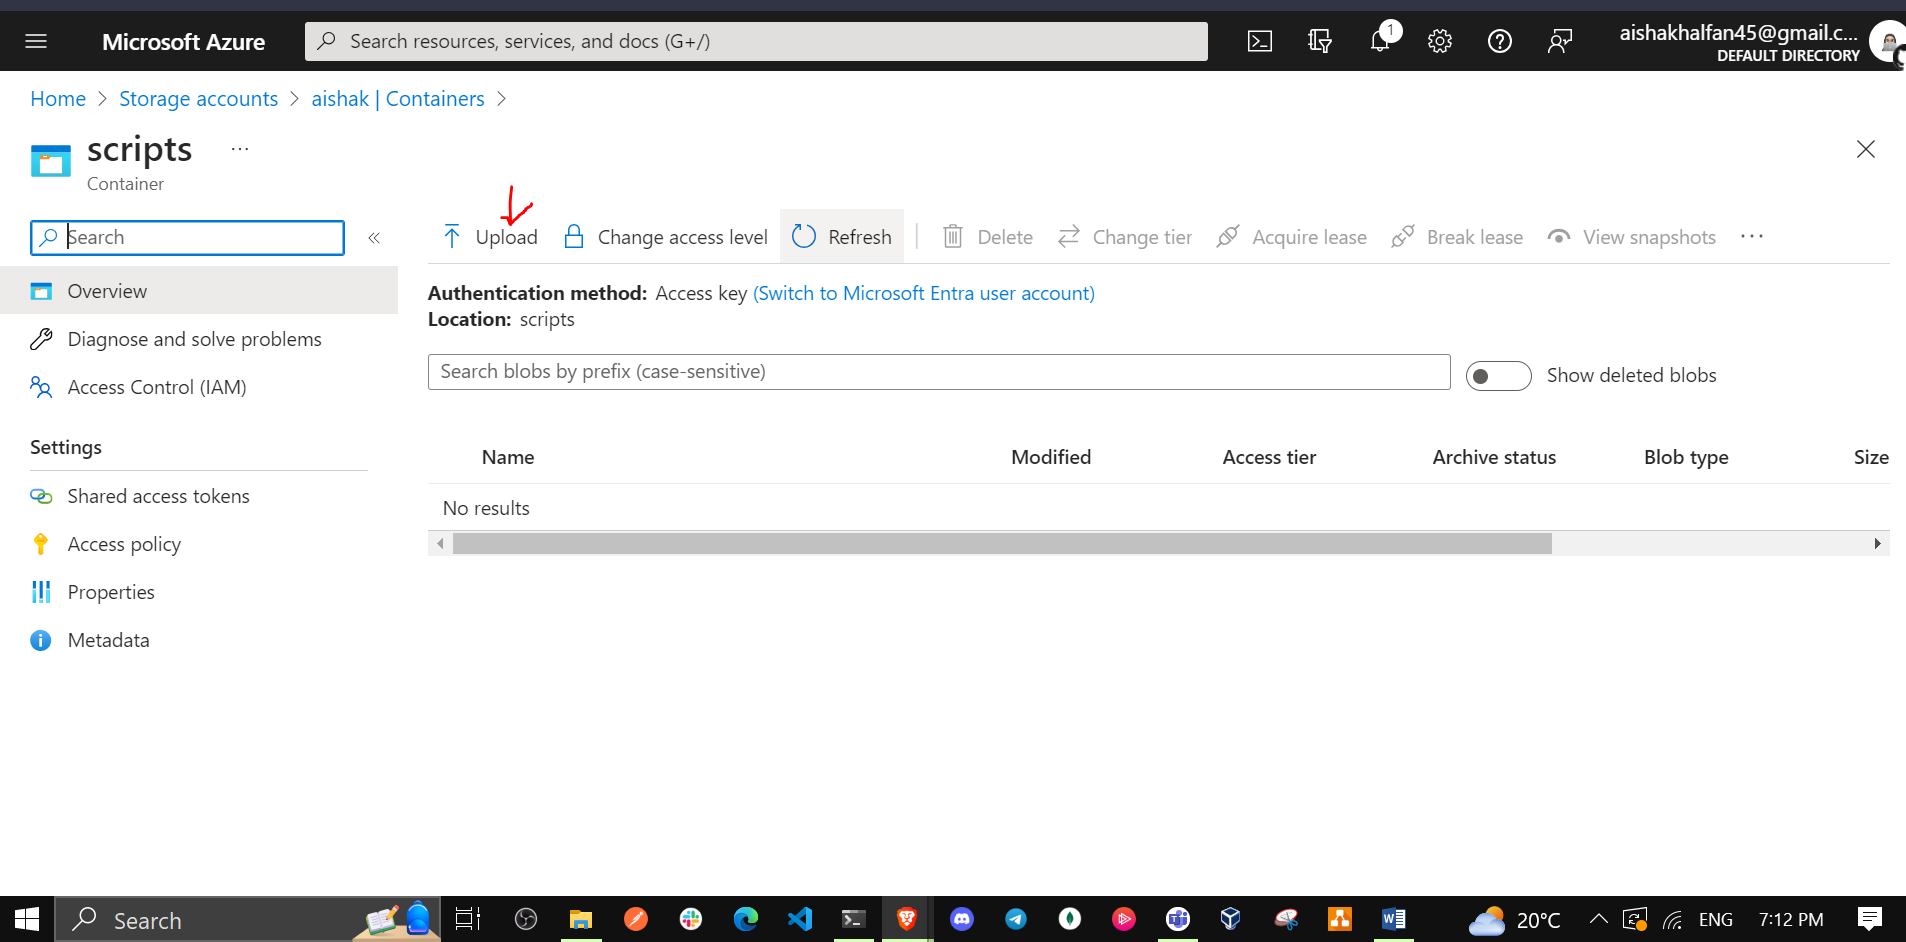 Microsoft Azure
Search resources, services, and docs (G+/)
1
aishakhalfan45@gmail.c...
DEFAULT DIRECTORY
Home > Storage accounts > aishak | Containers >
scripts ...
Container
Search «
Upload Change access level Refresh Delete Change tier Acquire lease Break lease View snapshots ...
Overview
Diagnose and solve problems
Access Control (IAM)
Settings
Shared access tokens
Access policy
Properties
Metadata
Authentication method: Access key (Switch to Microsoft Entra user account)
Location: scripts
Search blobs by prefix (case-sensitive)
Show deleted blobs
Name Modified Access tier Archive status Blob type Size
No results
Search
20°C
ENG
7:12 PM